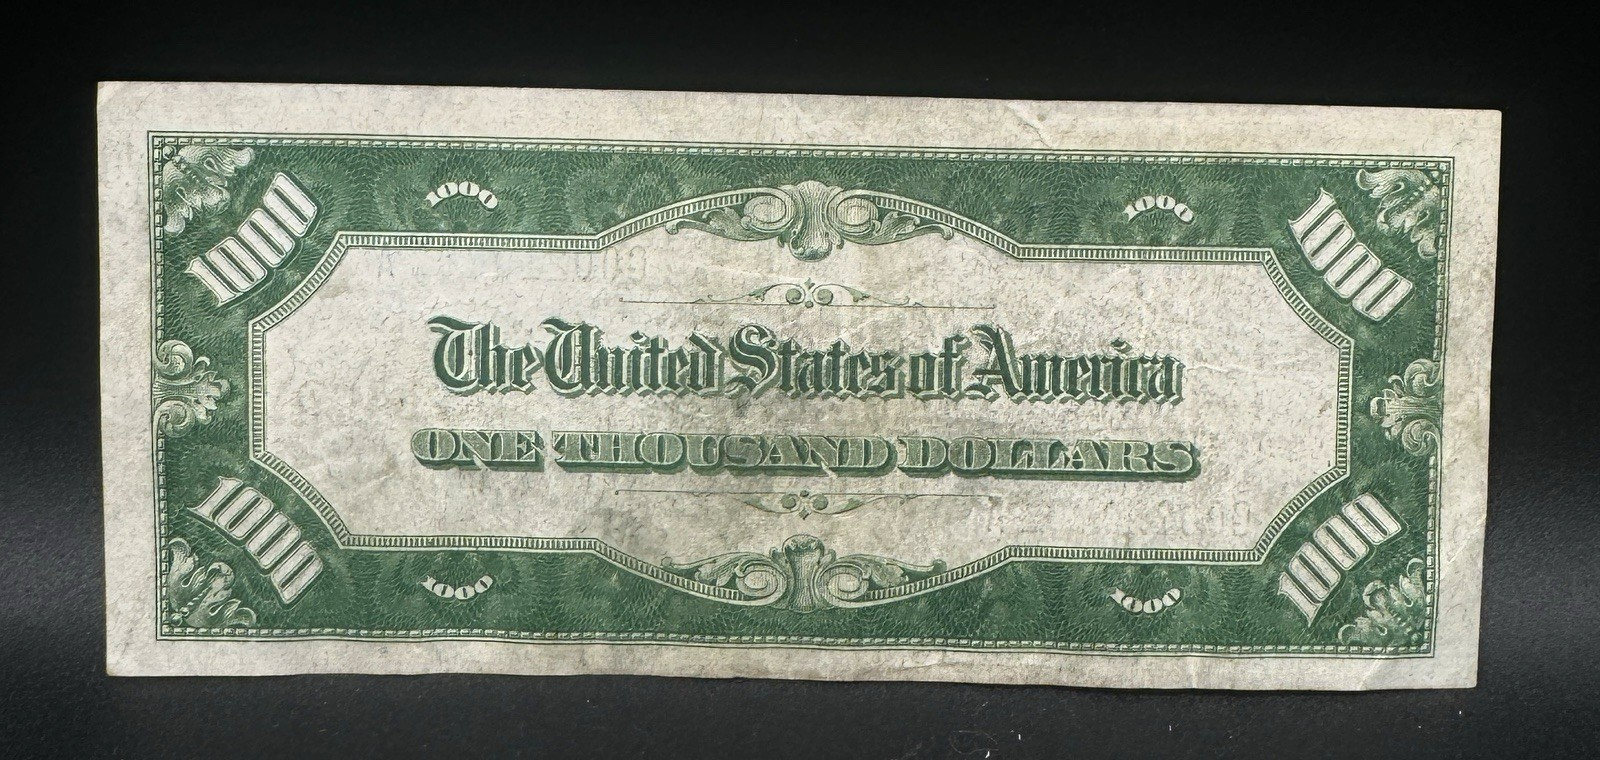 1000 1000 1000 1000
The United States of America
ONE THOUSAND DOLLARS
1000 1000 1000 1000